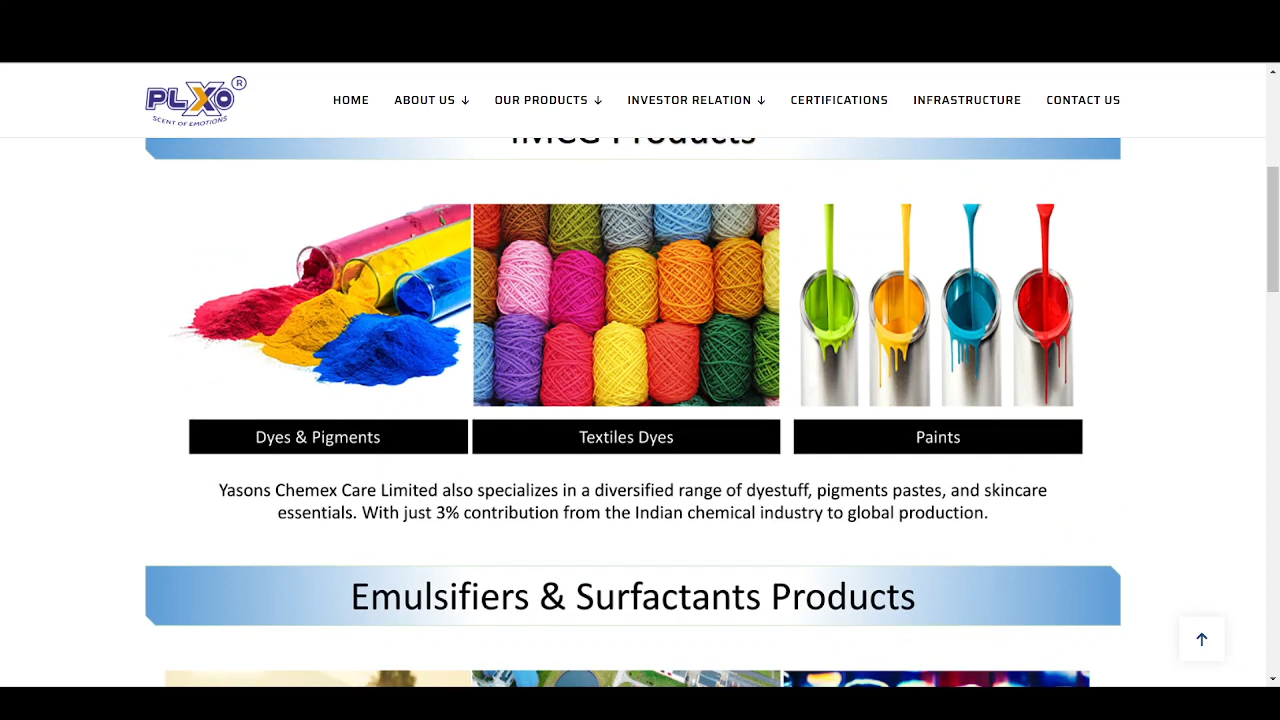 PLXO ®
SCENT OF EMOTIONS
HOME ABOUT US OUR PRODUCTS INVESTOR RELATION CERTIFICATIONS INFRASTRUCTURE CONTACT US
Products
Dyes & Pigments
Textiles Dyes
Paints
Yasons Chemex Care Limited also specializes in a diversified range of dyestuff, pigments pastes, and skincare
essentials. With just 3% contribution from the Indian chemical industry to global production.
Emulsifiers & Surfactants Products